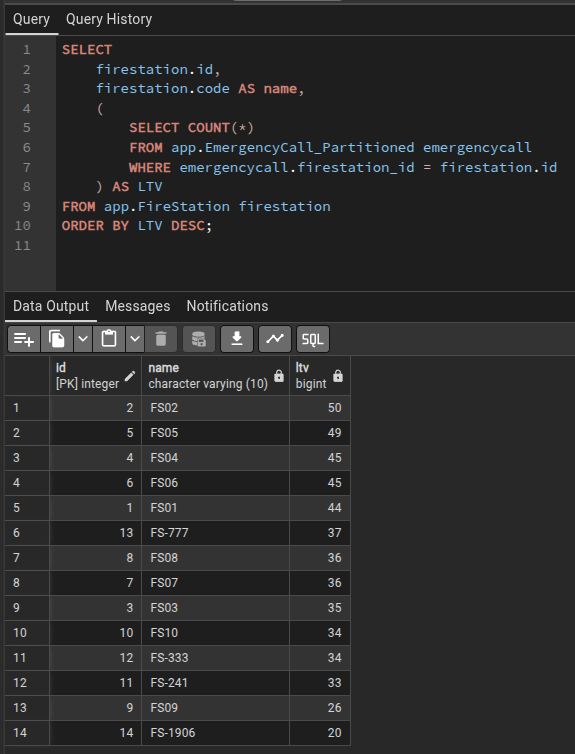 Query Query History
1 SELECT
2 firestation.id,
3 firestation.code AS name,
4 (
5 SELECT COUNT(*)
6 FROM app.EmergencyCall_Partitioned emergencycall
7 WHERE emergencycall.firestation_id = firestation.id
8 ) AS LTV
9 FROM app.FireStation firestation
10 ORDER BY LTV DESC;
11
Data Output Messages Notifications
SQL
id name ltv
[PK] integer character varying (10) bigint
1 2 FS02 50
2 5 FS05 49
3 4 FS04 45
4 6 FS06 45
5 1 FS01 44
6 13 FS-777 37
7 8 FS08 36
8 7 FS07 36
9 3 FS03 35
10 10 FS10 34
11 12 FS-333 34
12 11 FS-241 33
13 9 FS09 26
14 14 FS-1906 20